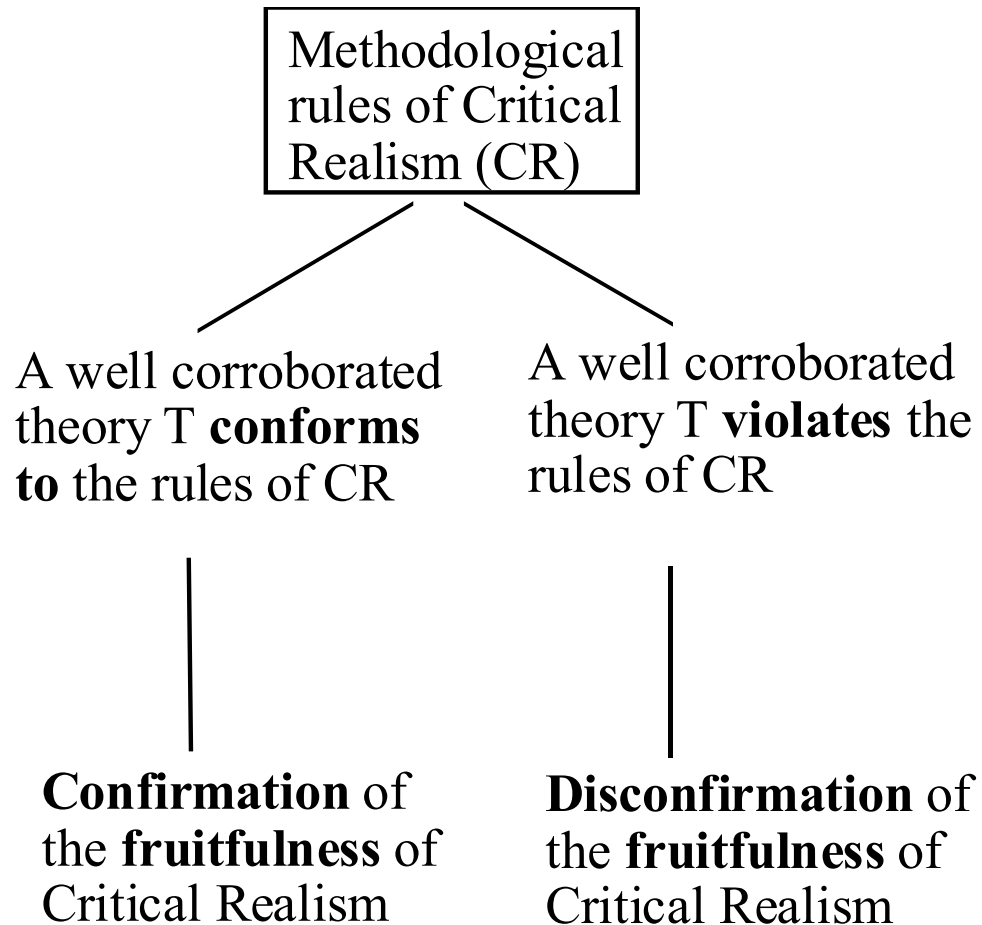 Methodological
rules of Critical
Realism (CR)
A well corroborated
theory T conforms
to the rules of CR
A well corroborated
theory T violates the
rules of CR
Confirmation of
the fruitfulness of
Critical Realism
Disconfirmation of
the fruitfulness of
Critical Realism